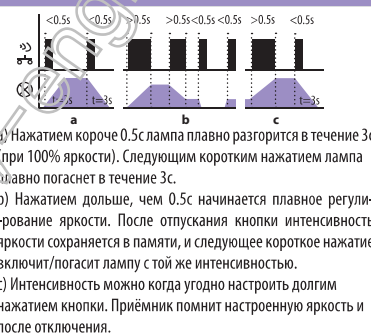 <0.5s <0.5s >0.5s >0.5s <0.5s <0.5s >0.5s <0.5s
t=3s t=3s
a b c
a) Нажатием короче 0.5с лампа плавно разгорится в течение 3с
(при 100% яркости). Следующим коротким нажатием лампа
плавно погаснет в течение 3с.
b) Нажатием дольше, чем 0.5с начинается плавное регули-
-рование яркости. После отпускания кнопки интенсивность
яркости сохраняется в памяти, и следующее короткое нажатие
включит/погасит лампу с той же интенсивностью.
c) Интенсивность можно когда угодно настроить долгим
нажатием кнопки. Приёмник помнит настроенную яркость и
после отключения.